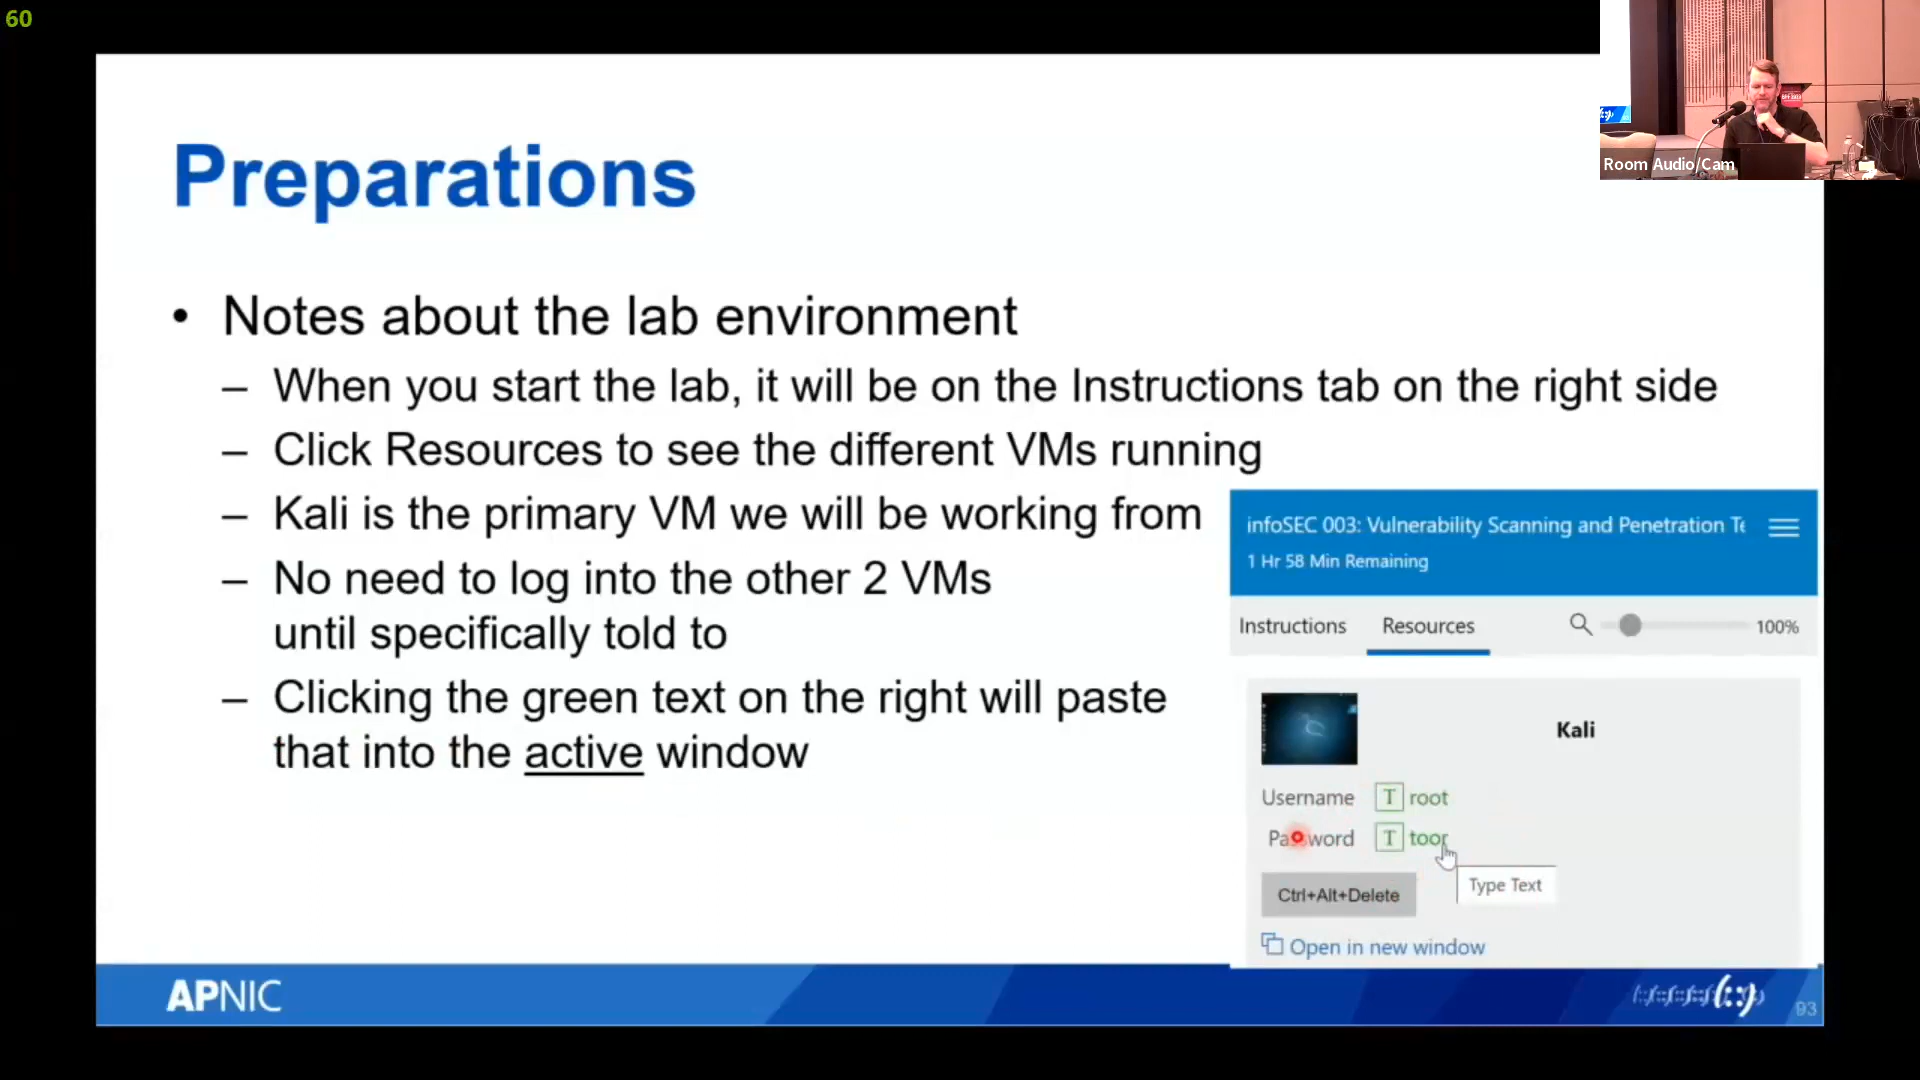 60
Room Audio/Cam
Preparations
• Notes about the lab environment
– When you start the lab, it will be on the Instructions tab on the right side
– Click Resources to see the different VMs running
– Kali is the primary VM we will be working from
– No need to log into the other 2 VMs
until specifically told to
– Clicking the green text on the right will paste
that into the active window
infoSEC 003: Vulnerability Scanning and Penetration Te
1 Hr 58 Min Remaining
Instructions Resources 100%
Kali
Username T root
Password T toor
Type Text
Ctrl+Alt+Delete
Open in new window
APNIC
(::)
93